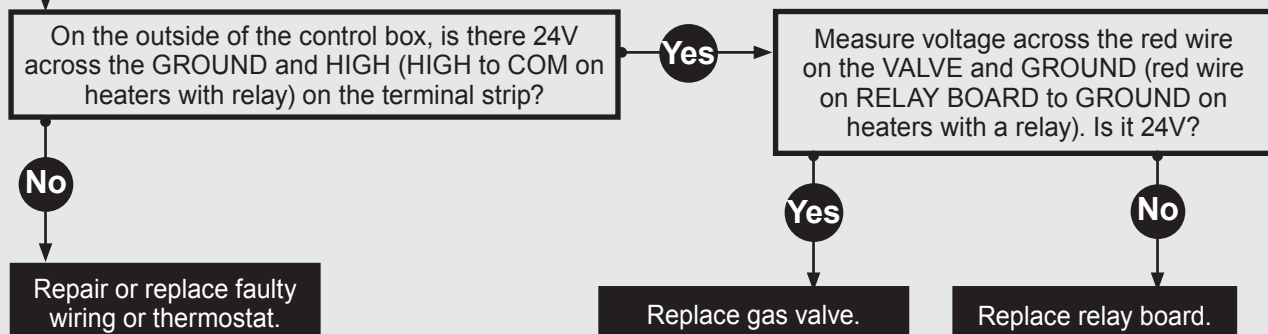 On the outside of the control box, is there 24V
across the GROUND and HIGH (HIGH to COM on
heaters with relay) on the terminal strip?
Yes
Measure voltage across the red wire
on the VALVE and GROUND (red wire
on RELAY BOARD to GROUND on
heaters with a relay). Is it 24V?
No
Yes
No
Repair or replace faulty
wiring or thermostat.
Replace gas valve.
Replace relay board.